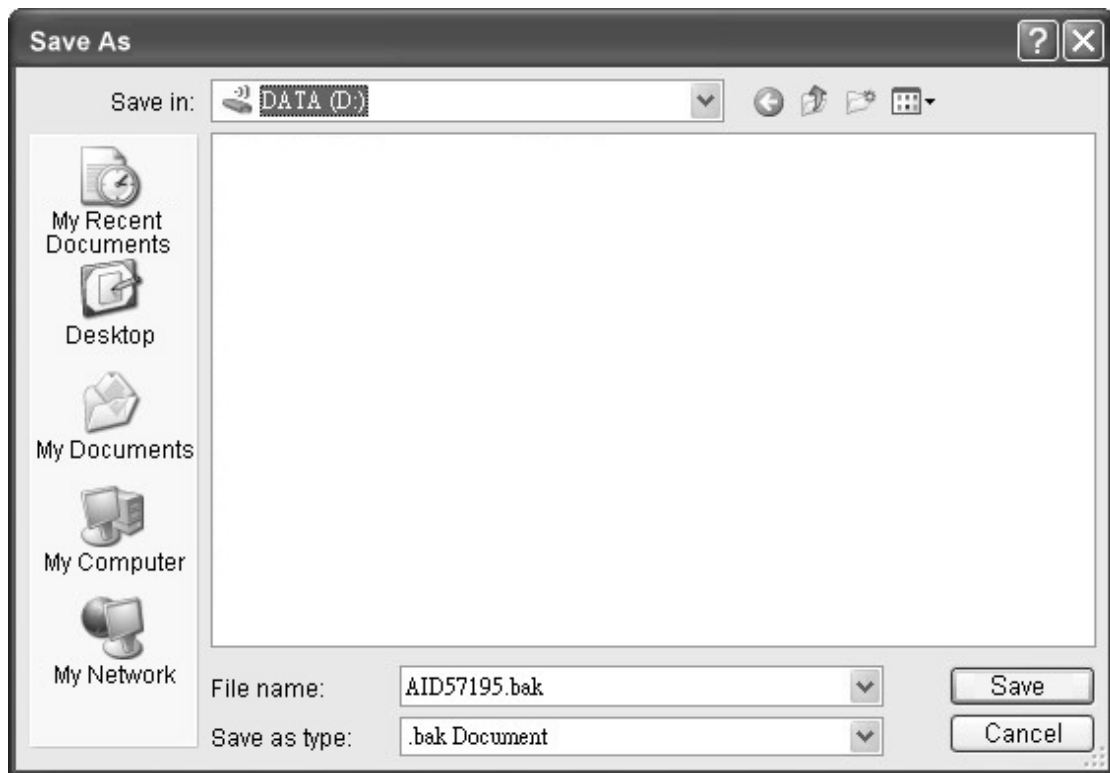 Save As
Save in: DATA (D:)
My Recent
Documents
Desktop
My Documents
My Computer
My Network
File name: AID57195.bak Save
Save as type: .bak Document Cancel